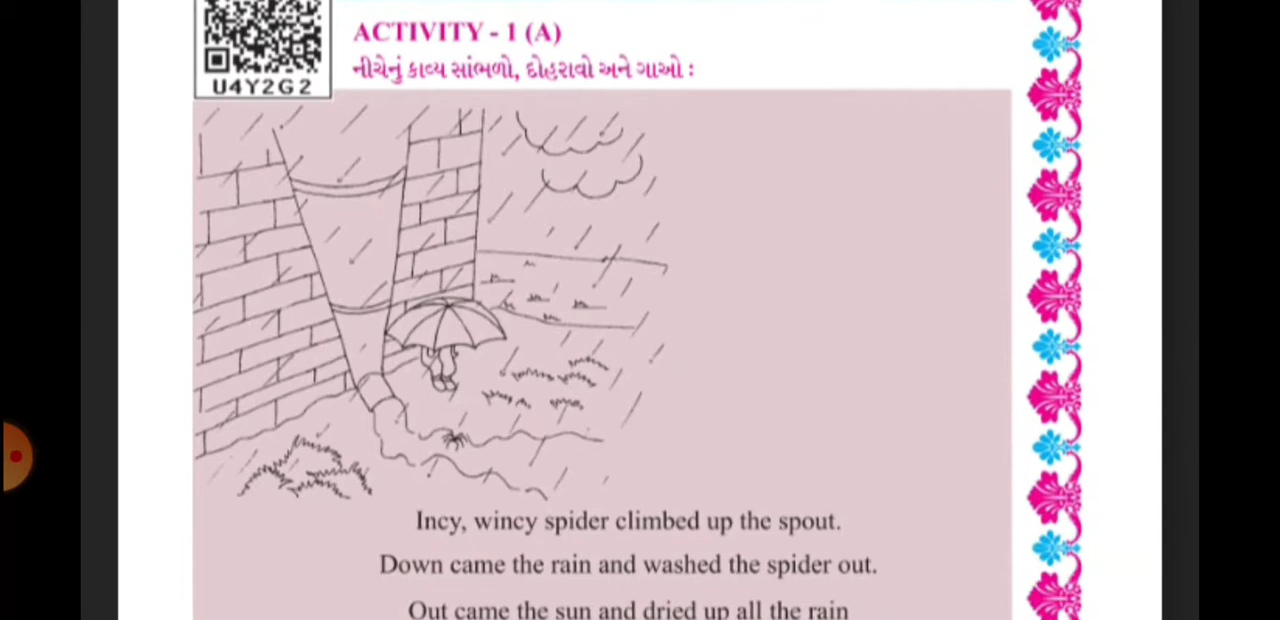 U4Y2G2
ACTIVITY - 1 (A)
નીચેનું કાવ્ય સાંભળો, દોહરાવો અને ગાઓ :
Incy, wincy spider climbed up the spout.
Down came the rain and washed the spider out.
Out came the sun and dried up all the rain